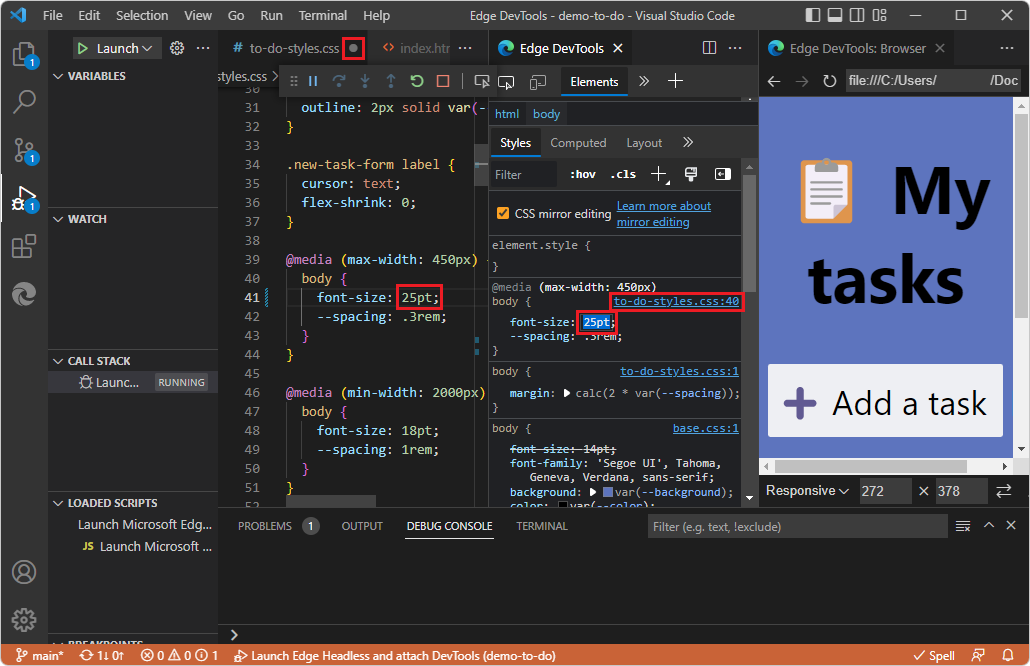 File Edit Selection View Go Run Terminal Help Edge DevTools - demo-to-do - Visual Studio Code
1
1
1
Launch
VARIABLES
WATCH
CALL STACK
Launc... RUNNING
LOADED SCRIPTS
Launch Microsoft Edg...
JS Launch Microsoft ...
BREAKPOINTS
# to-do-styles.css
<> index.htr
styles.css
30
31 outline: 2px solid var(-
32 }
33
34 .new-task-form label {
35 cursor: text;
36 flex-shrink: 0;
37 }
38
39 @media (max-width: 450px)
40 body {
41 font-size: 25pt;
42 --spacing: .3rem;
43 }
44 }
45
46 @media (min-width: 2000px)
47 body {
48 font-size: 18pt;
49 --spacing: 1rem;
50 }
51 }
52
Edge DevTools
Elements
html body
Styles Computed Layout
Filter :hov .cls
CSS mirror editing Learn more about
mirror editing
element.style {
}
@media (max-width: 450px)
body { to-do-styles.css:40
font-size: 25pt;
--spacing: .3rem;
}
body { to-do-styles.css:1
margin: calc(2 * var(--spacing));
}
body { base.css:1
font-size: 14pt;
font-family: 'Segoe UI', Tahoma,
Geneva, Verdana, sans-serif;
background: var(--background);
color: var(--color);
Edge DevTools: Browser
file:///C:/Users/ /Doc
My
tasks
Add a task
Responsive 272 378
PROBLEMS 1 OUTPUT DEBUG CONSOLE TERMINAL Filter (e.g. text, !exclude)
main* 1↓ 0↑ 0 0 1 Launch Edge Headless and attach DevTools (demo-to-do) Spell